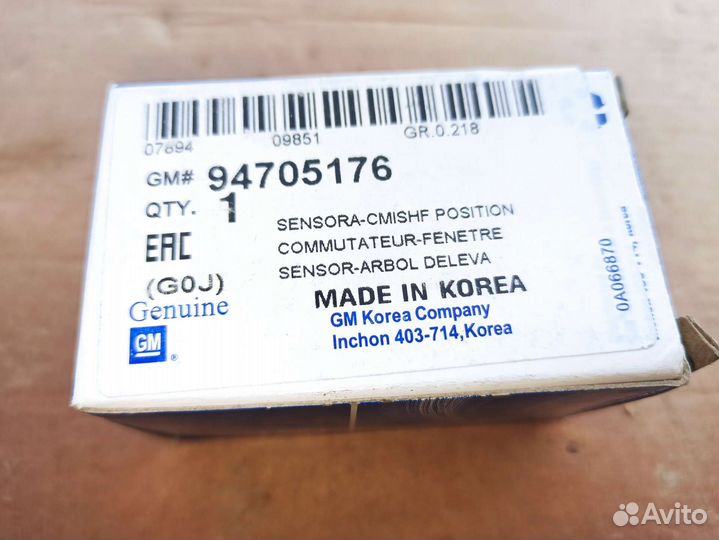 07694 09851 GR.0.218
GM# 94705176
QTY. 1
SENSORA-CMISHF POSITION
COMMUTATEUR-FENETRE
SENSOR-ARBOL DELEVA
EAC
(G0J)
MADE IN KOREA
Genuine
GM Korea Company
Inchon 403-714,Korea
GM
®
0A066870
Avito